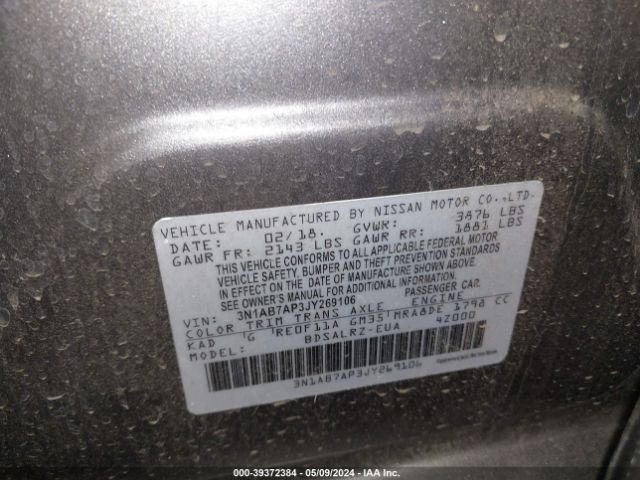 VEHICLE MANUFACTURED BY NISSAN MOTOR CO.,LTD.
DATE: 02/18. GVWR: 3876 LBS
GAWR FR: 2143 LBS GAWR RR: 1881 LBS
THIS VEHICLE CONFORMS TO ALL APPLICABLE FEDERAL MOTOR
VEHICLE SAFETY, BUMPER AND THEFT PREVENTION STANDARDS
IN EFFECT ON THE DATE OF MANUFACTURE SHOWN ABOVE.
SEE OWNER'S MANUAL FOR ADDITIONAL INFORMATION.
VIN: 3N1AB7AP3JY269106 PASSENGER CAR.
COLOR TRIM TRANS AXLE ENGINE
KAD G RE0F11A GM35 MRA8DE 1798 CC
MODEL: BDSALRZ-EUA 42000
3N1AB7AP3JY269106
000-39372384 | 05/09/2024 | IAA Inc.